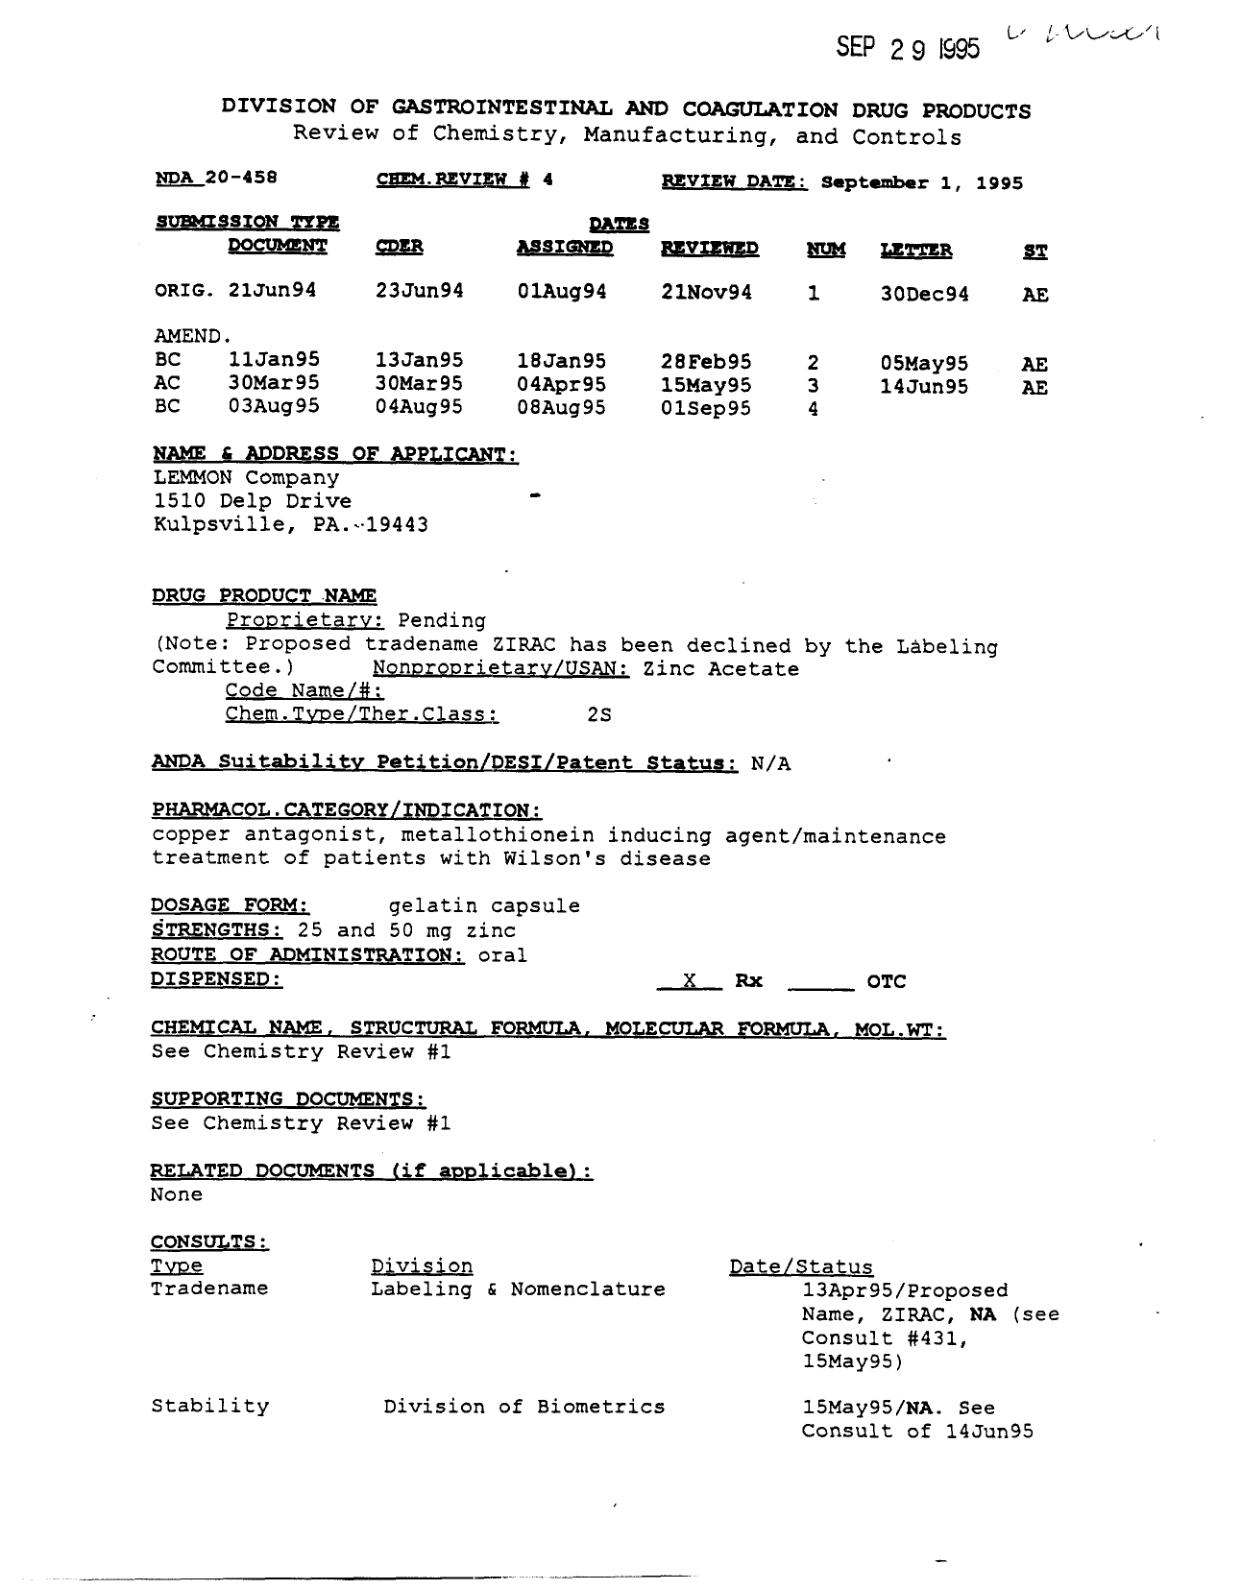 SEP 29 1995
DIVISION OF GASTROINTESTINAL AND COAGULATION DRUG PRODUCTS
Review of Chemistry, Manufacturing, and Controls
NDA 20-458 CHEM.REVIEW # 4 REVIEW DATE: September 1, 1995
SUBMISSION TYPE DATES
DOCUMENT CDER ASSIGNED REVIEWED NUM LETTER ST
ORIG. 21Jun94 23Jun94 01Aug94 21Nov94 1 30Dec94 AE
AMEND.
BC 11Jan95 13Jan95 18Jan95 28Feb95 2 05May95 AE
AC 30Mar95 30Mar95 04Apr95 15May95 3 14Jun95 AE
BC 03Aug95 04Aug95 08Aug95 01Sep95 4
NAME & ADDRESS OF APPLICANT:
LEMMON Company
1510 Delp Drive
Kulpsville, PA. 19443
DRUG PRODUCT NAME
Proprietary: Pending
(Note: Proposed tradename ZIRAC has been declined by the Labeling
Committee.) Nonproprietary/USAN: Zinc Acetate
Code Name/#:
Chem.Type/Ther.Class: 2S
ANDA Suitability Petition/DESI/Patent Status: N/A
PHARMACOL.CATEGORY/INDICATION:
copper antagonist, metallothionein inducing agent/maintenance
treatment of patients with Wilson's disease
DOSAGE FORM: gelatin capsule
STRENGTHS: 25 and 50 mg zinc
ROUTE OF ADMINISTRATION: oral
DISPENSED: X Rx ____ OTC
CHEMICAL NAME, STRUCTURAL FORMULA, MOLECULAR FORMULA, MOL.WT:
See Chemistry Review #1
SUPPORTING DOCUMENTS:
See Chemistry Review #1
RELATED DOCUMENTS (if applicable):
None
CONSULTS:
Type Division Date/Status
Tradename Labeling & Nomenclature 13Apr95/Proposed
Name, ZIRAC, NA (see
Consult #431,
15May95)
Stability Division of Biometrics 15May95/NA. See
Consult of 14Jun95